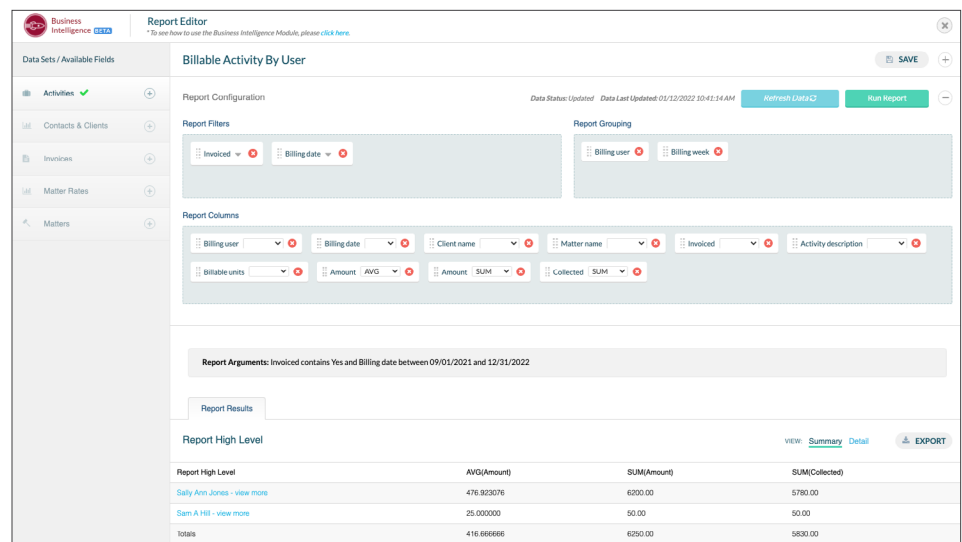 Business
Intelligence BETA
Report Editor
*To see how to use the Business Intelligence Module, please click here.
Data Sets / Available Fields
Billable Activity By User
SAVE
Activities
Contacts & Clients
Invoices
Matter Rates
Matters
Report Configuration
Data Status: Updated Data Last Updated: 01/12/2022 10:41:14 AM
Refresh Data
Run Report
Report Filters
Report Grouping
Invoiced
Billing date
Billing user
Billing week
Report Columns
Billing user
Billing date
Client name
Matter name
Invoiced
Activity description
Billable units
Amount AVG
Amount SUM
Collected SUM
Report Arguments: Invoiced contains Yes and Billing date between 09/01/2021 and 12/31/2022
Report Results
Report High Level
VIEW: Summary Detail
EXPORT
Report High Level AVG(Amount) SUM(Amount) SUM(Collected)
Sally Ann Jones - view more 476.923076 6200.00 5780.00
Sam A Hill - view more 25.000000 50.00 50.00
Totals 416.666666 6250.00 5830.00